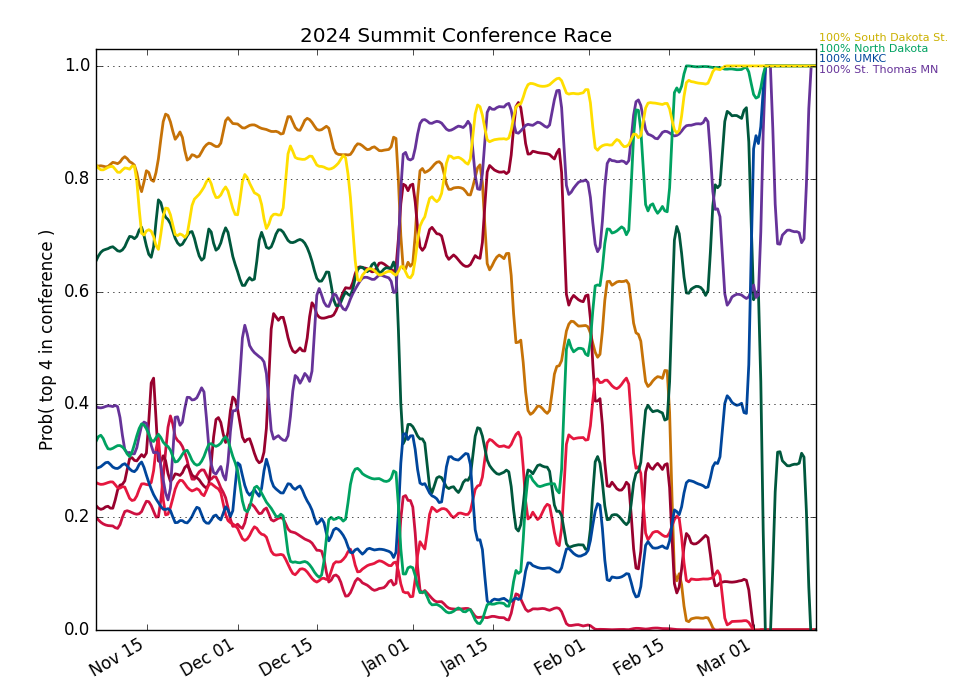 2024 Summit Conference Race
100% South Dakota St.
100% North Dakota
100% UMKC
100% St. Thomas MN
Prob( top 4 in conference )
1.0
0.8
0.6
0.4
0.2
0.0
Nov 15
Dec 01
Dec 15
Jan 01
Jan 15
Feb 01
Feb 15
Mar 01